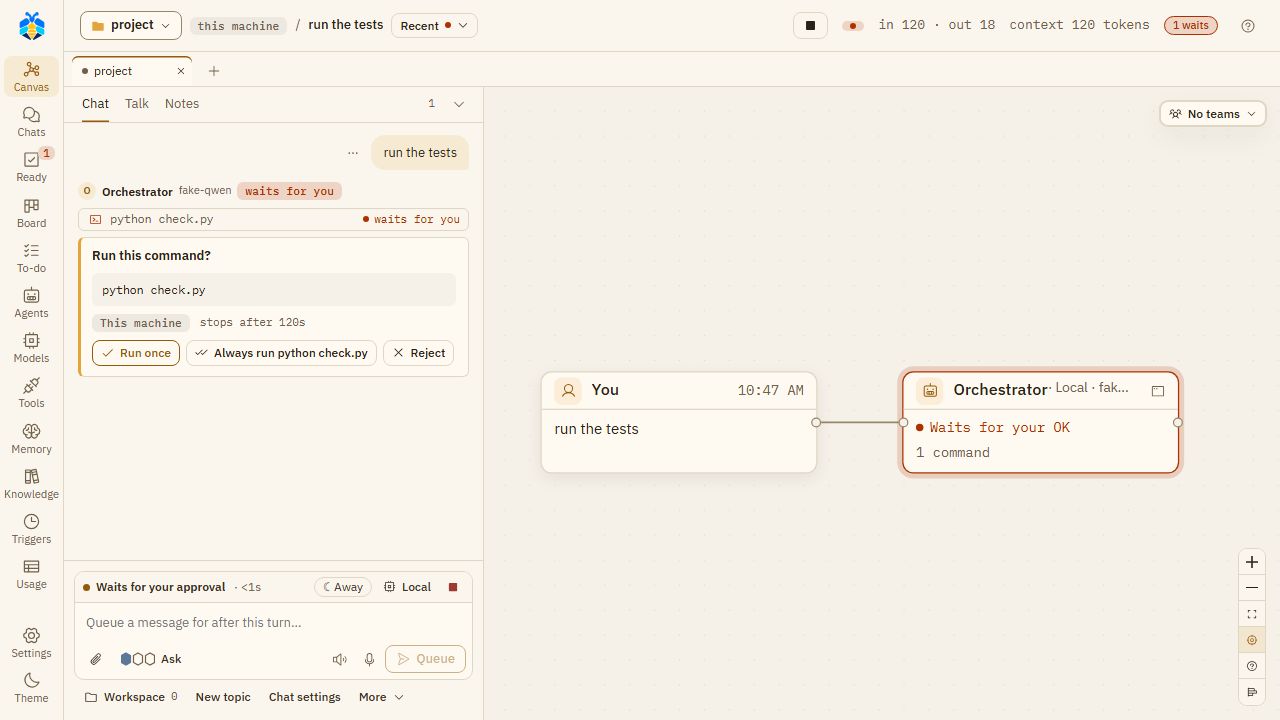 project
this machine / run the tests
Recent
in 120 · out 18 context 120 tokens
1 waits
Canvas
Chats
1
Ready
Board
To-do
Agents
Models
Tools
Memory
Knowledge
Triggers
Usage
Settings
Theme
project
Chat Talk Notes 1
run the tests
O Orchestrator fake-qwen waits for you
python check.py waits for you
Run this command?
python check.py
This machine stops after 120s
Run once Always run python check.py Reject
Waits for your approval · <1s Away Local
Queue a message for after this turn...
Ask Queue
Workspace 0 New topic Chat settings More
No teams
You 10:47 AM
run the tests
Orchestrator · Local · fak...
Waits for your OK
1 command